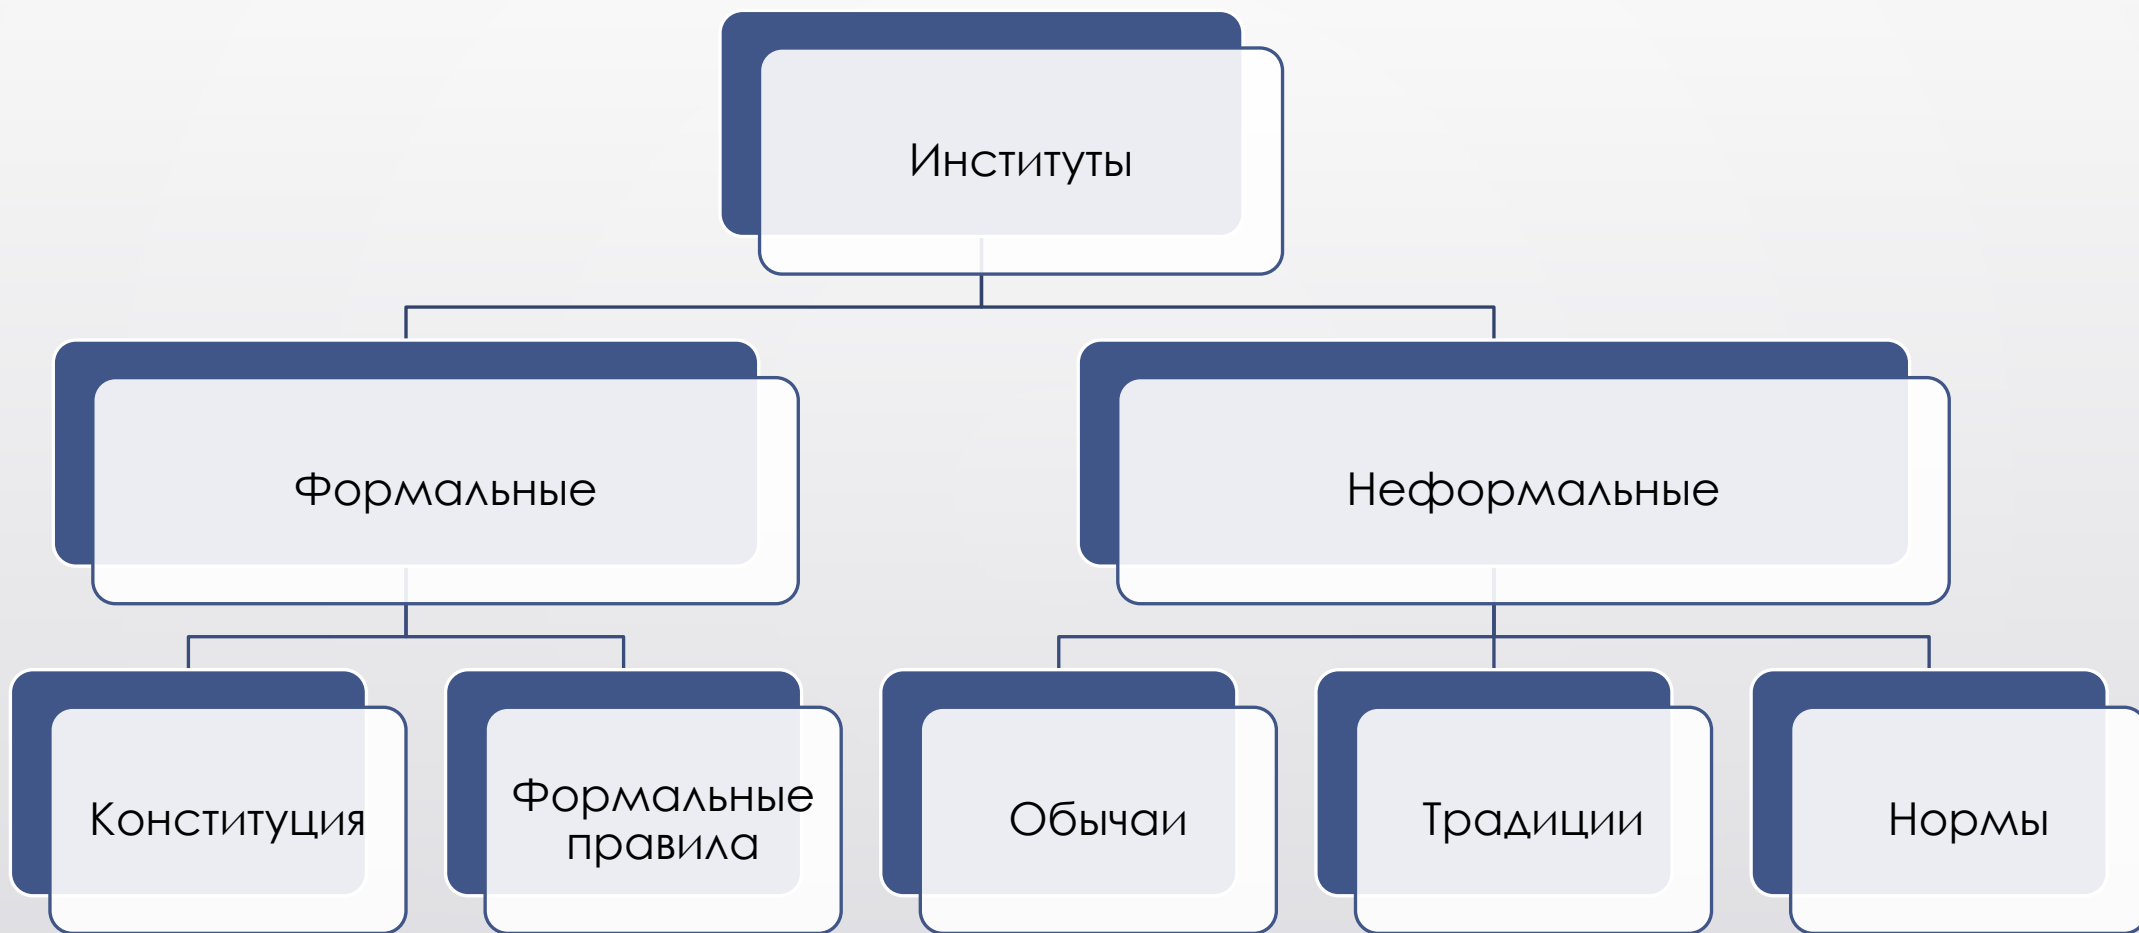 Институты
Формальные
Неформальные
Конституция
Формальные
правила
Обычаи
Традиции
Нормы